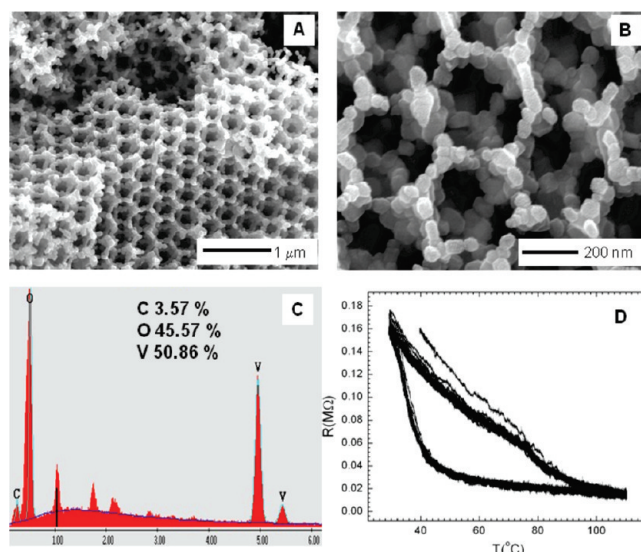 A
1 μm
B
200 nm
C
O
C 3.57 %
O 45.57 %
V 50.86 %
V
C
V
1.00 2.00 3.00 4.00 5.00 6.00
D
R(MΩ)
0.18
0.16
0.14
0.12
0.10
0.08
0.06
0.04
0.02
0.00
40 60 80 100
T(°C)